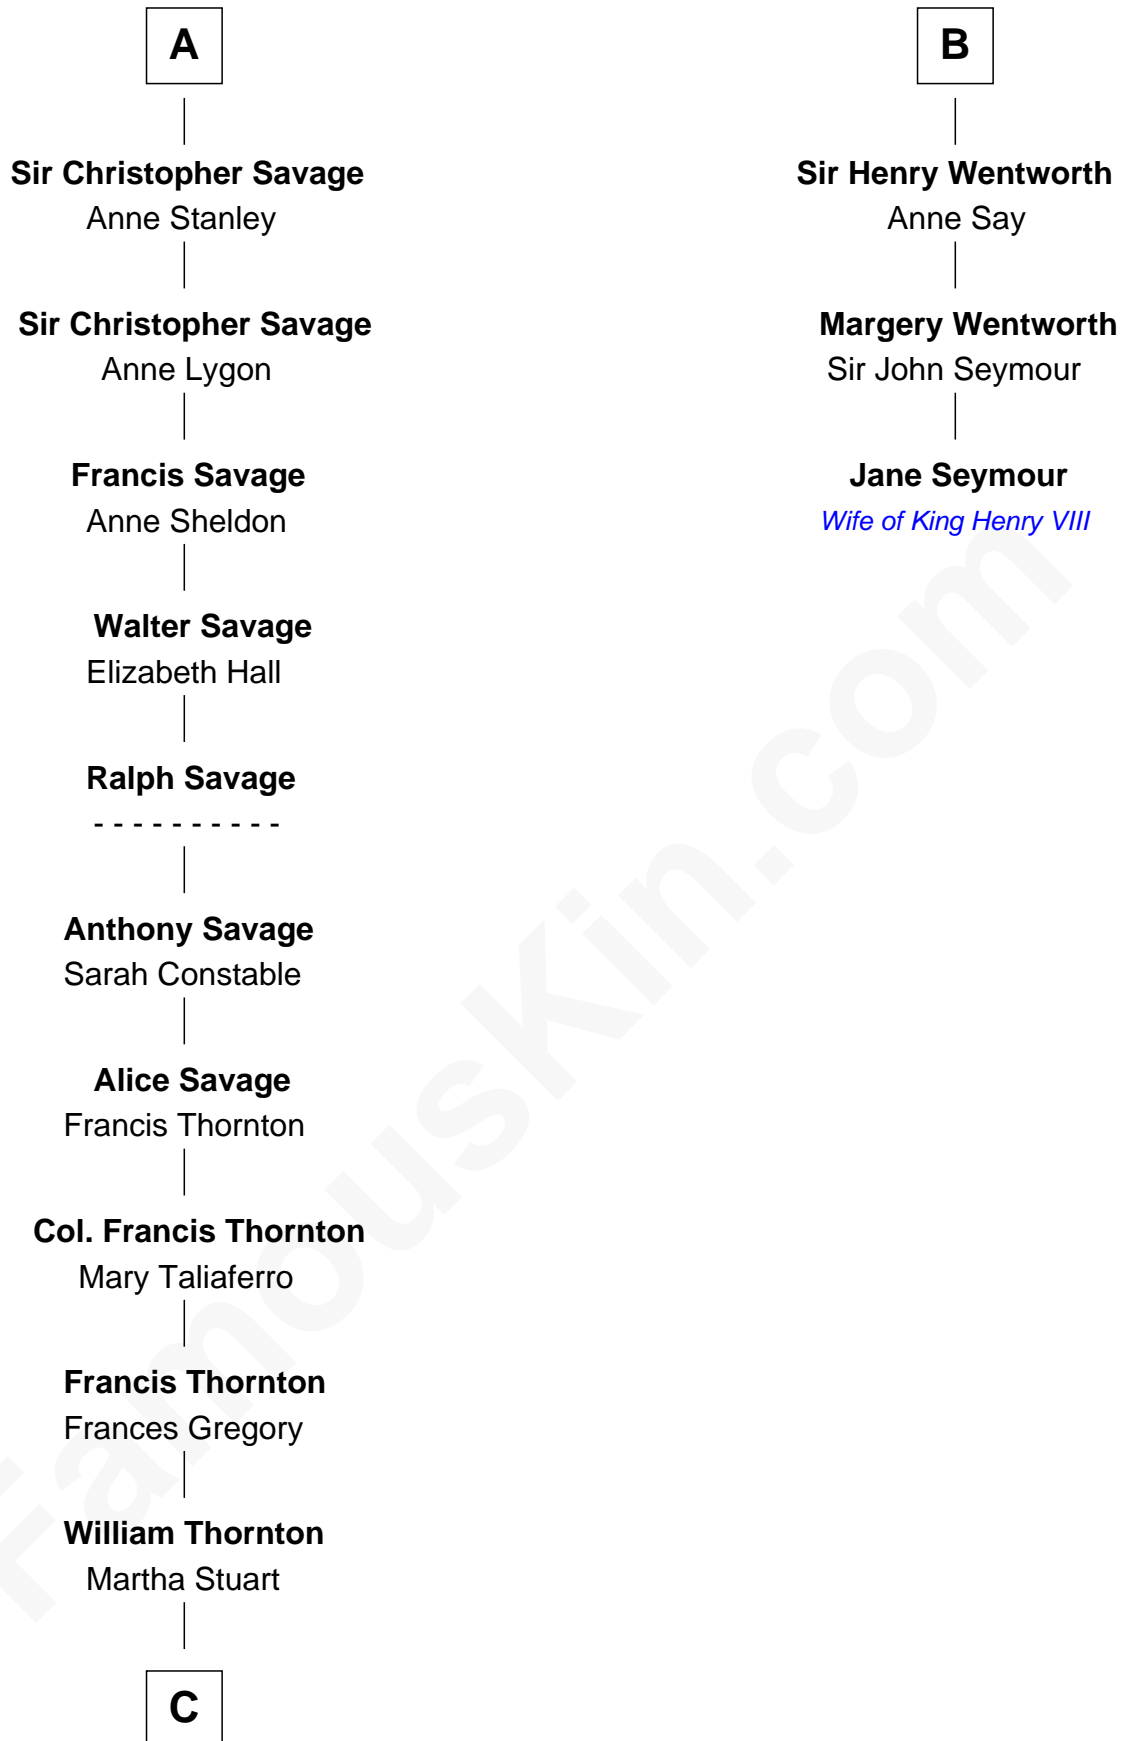 A
Sir Christopher Savage
Anne Stanley
Sir Christopher Savage
Anne Lygon
Francis Savage
Anne Sheldon
Walter Savage
Elizabeth Hall
Ralph Savage
- - - - - - - - - -
Anthony Savage
Sarah Constable
Alice Savage
Francis Thornton
Col. Francis Thornton
Mary Taliaferro
Francis Thornton
Frances Gregory
William Thornton
Martha Stuart
C
B
Sir Henry Wentworth
Anne Say
Margery Wentworth
Sir John Seymour
Jane Seymour
Wife of King Henry VIII
FamousKin.com